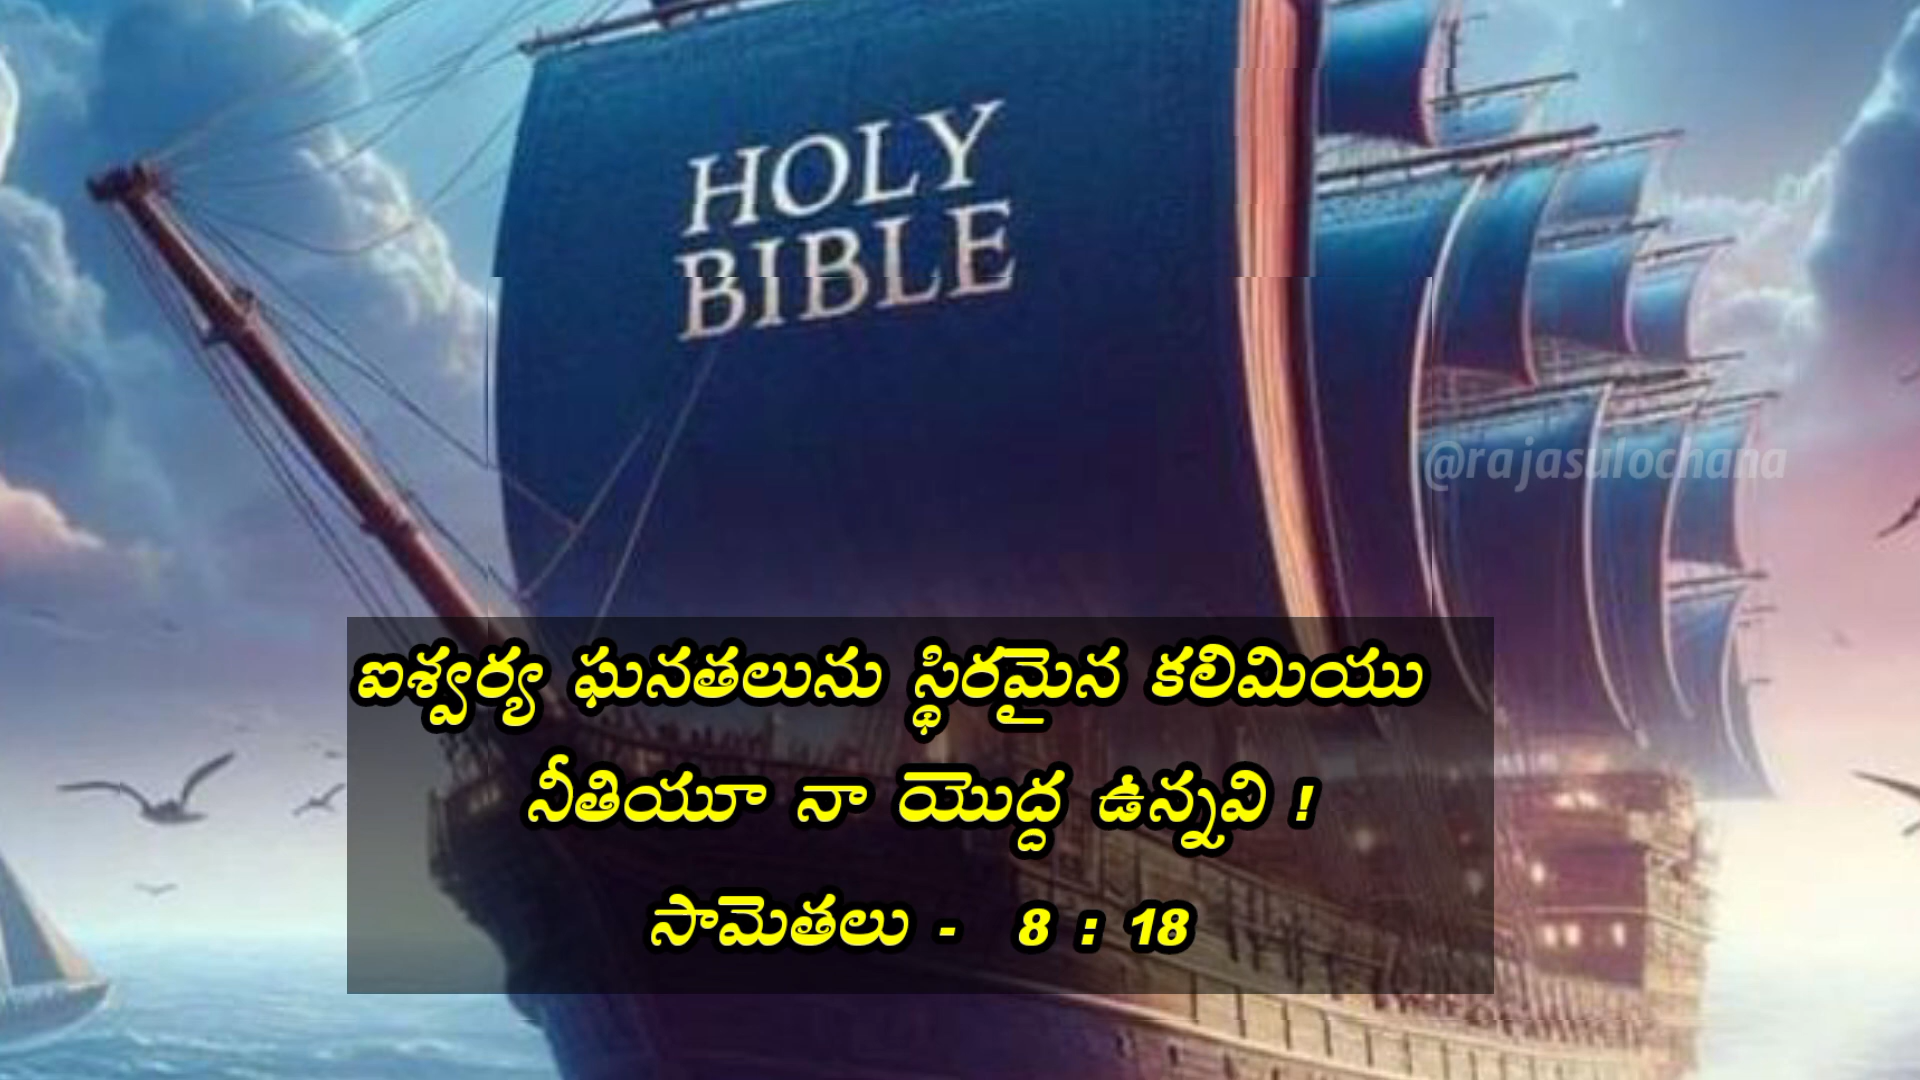 HOLY
BIBLE
@rajasulochana
ఐశ్వర్య ఘనతలును స్థిరమైన కలిమియు
నీతియూ నా యొద్ద ఉన్నవి !
సామెతలు - 8 : 18